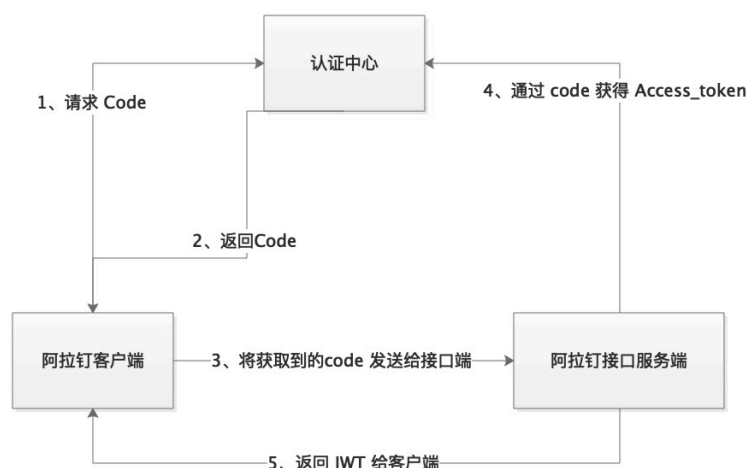 认证中心
1、请求 Code
4、通过 code 获得 Access_token
2、返回Code
阿拉钉客户端
3、将获取到的code 发送给接口端
阿拉钉接口服务端
5、返回 JWT 给客户端